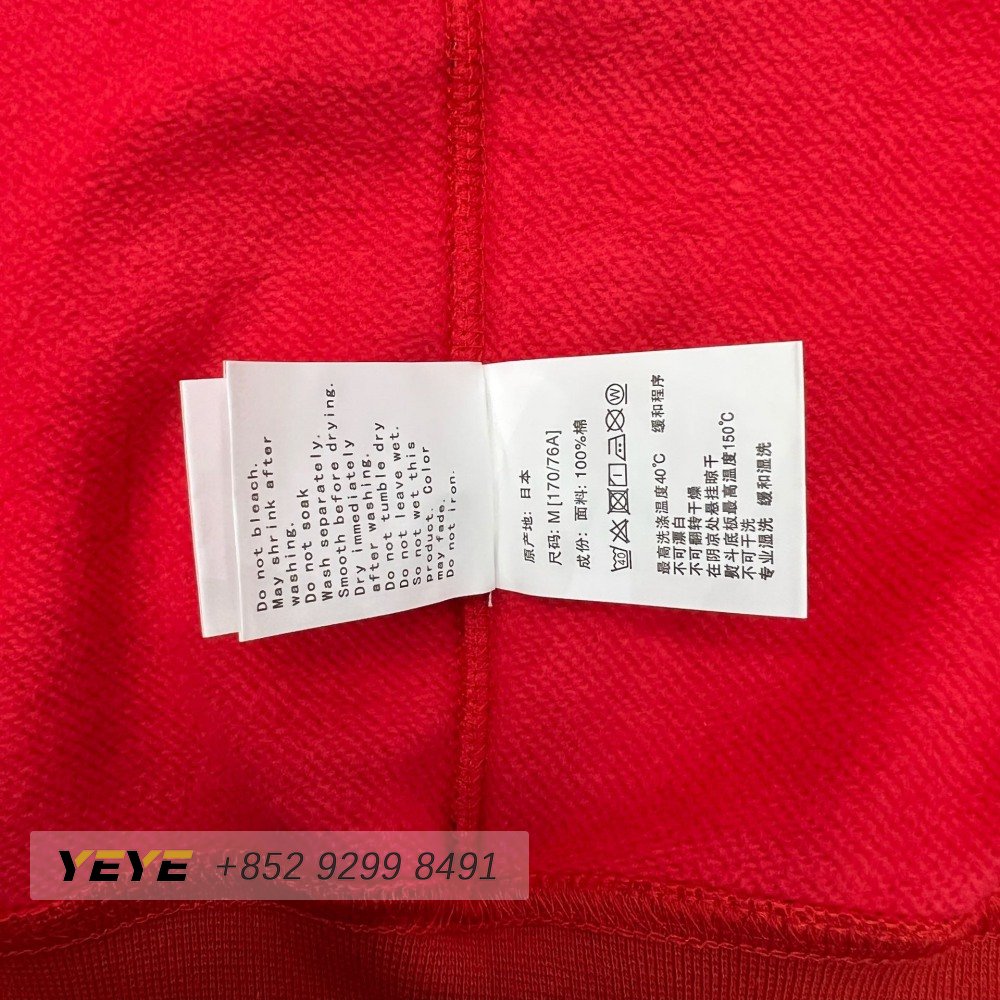 Do not bleach.
May shrink after
washing.
Do not soak
Wash separately.
Smooth before drying.
Dry immediately
after washing.
Do not tumble dry
Do not leave wet.
So not wet this
Product. Color
may fade.
Do not iron.
原产地: 日本
尺码: M [170/76A]
成份: 面料: 100%棉
40 W
最高洗涤温度40℃ 缓和程序
不可漂白
不可翻转干燥
在阴凉处悬挂晾干
熨斗底板最高温度150℃
不可干洗
专业湿洗 缓和湿洗
YEYE +852 9299 8491